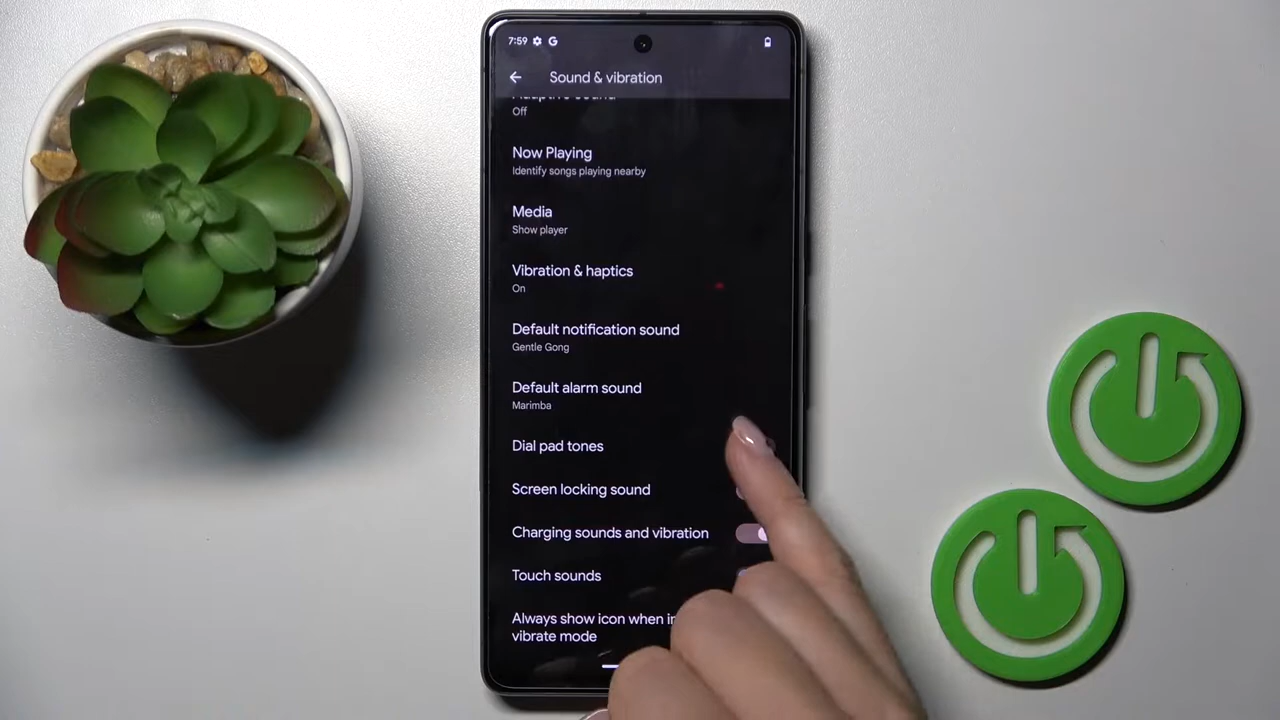 7:59
Sound & vibration
Off
Now Playing
Identify songs playing nearby
Media
Show player
Vibration & haptics
On
Default notification sound
Gentle Gong
Default alarm sound
Marimba
Dial pad tones
Screen locking sound
Charging sounds and vibration
Touch sounds
Always show icon when in
vibrate mode